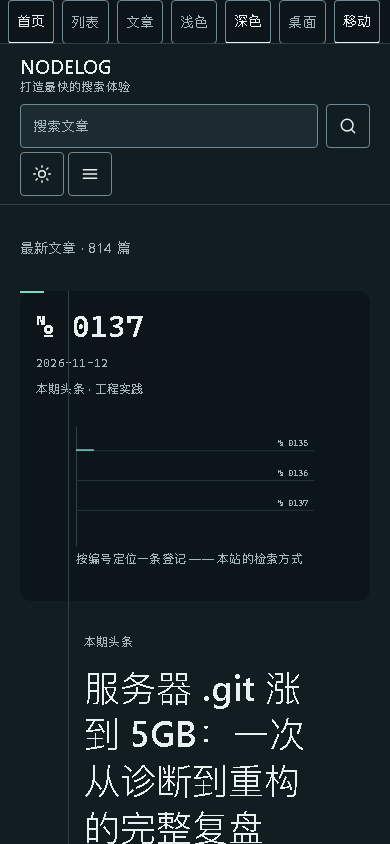 首页 列表 文章 浅色 深色 桌面 移动
NODELOG
打造最快的搜索体验
搜索文章
最新文章 · 814 篇
№ 0137
2026-11-12
本期头条 · 工程实践
№ 0135
№ 0136
№ 0137
按编号定位一条登记 —— 本站的检索方式
本期头条
服务器 .git 涨
到 5GB：一次
从诊断到重构
的完整复盘